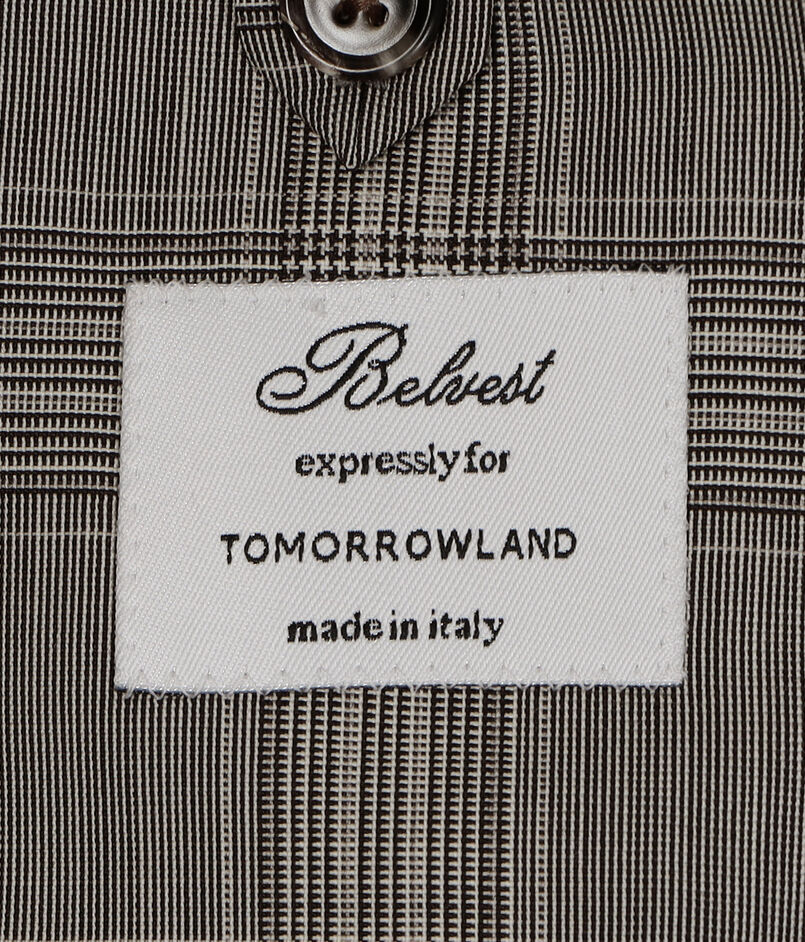 Belvest
expressly for
TOMORROWLAND
made in italy